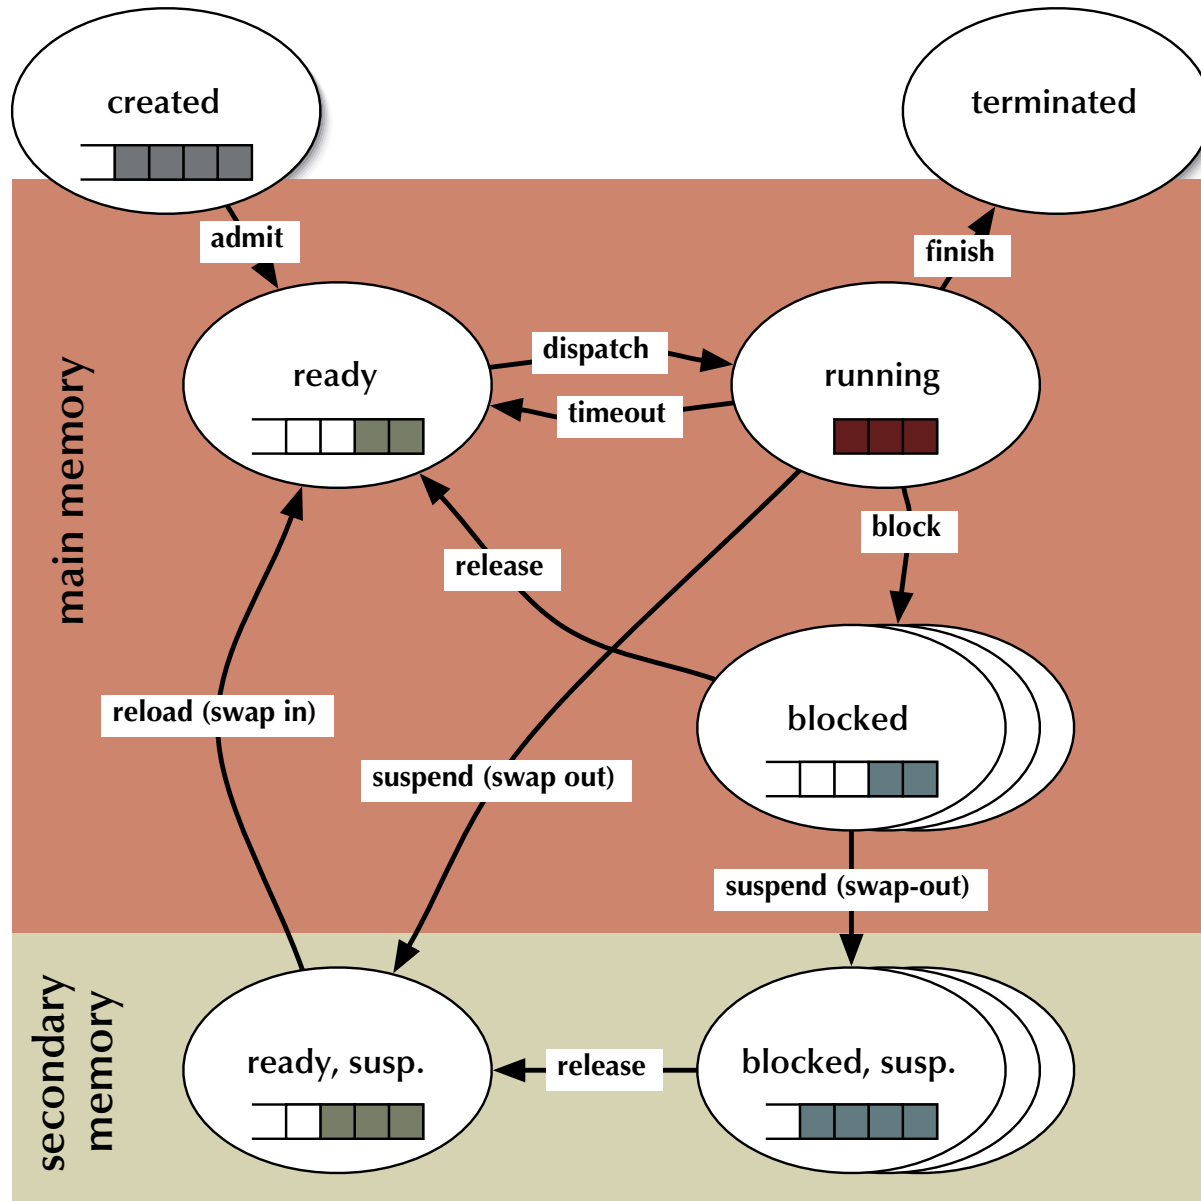 created
terminated
admit
finish
main memory
ready
dispatch
running
timeout
block
release
reload (swap in)
blocked
suspend (swap out)
suspend (swap-out)
secondary
memory
ready, susp.
release
blocked, susp.